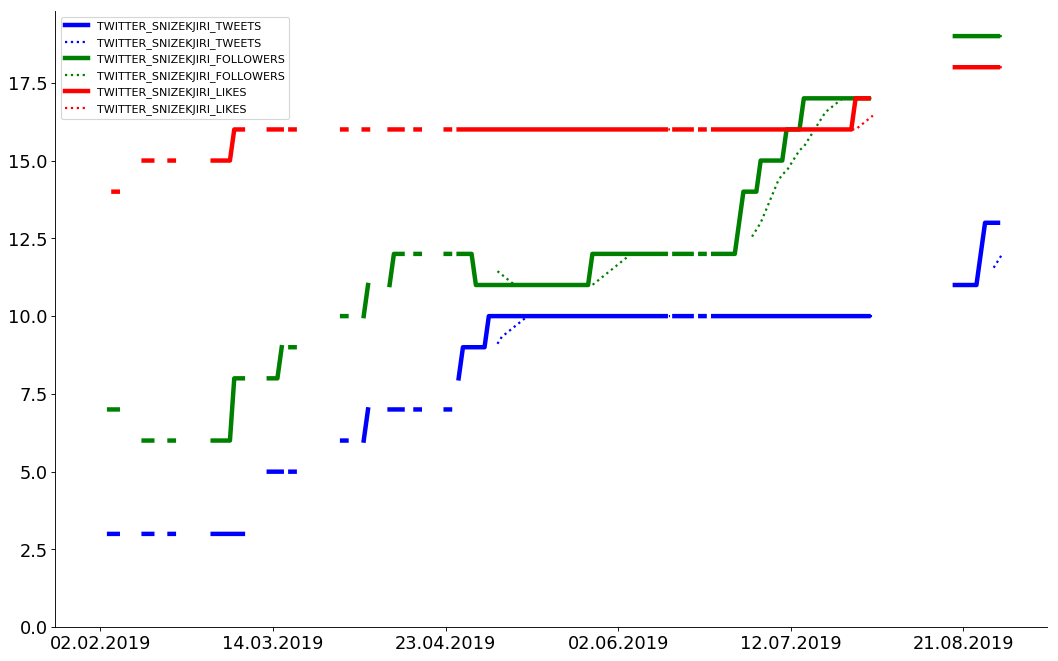 TWITTER_SNIZEKJIRI_TWEETS
TWITTER_SNIZEKJIRI_TWEETS
TWITTER_SNIZEKJIRI_FOLLOWERS
TWITTER_SNIZEKJIRI_FOLLOWERS
TWITTER_SNIZEKJIRI_LIKES
TWITTER_SNIZEKJIRI_LIKES
17.5
15.0
12.5
10.0
7.5
5.0
2.5
0.0
02.02.2019 14.03.2019 23.04.2019 02.06.2019 12.07.2019 21.08.2019